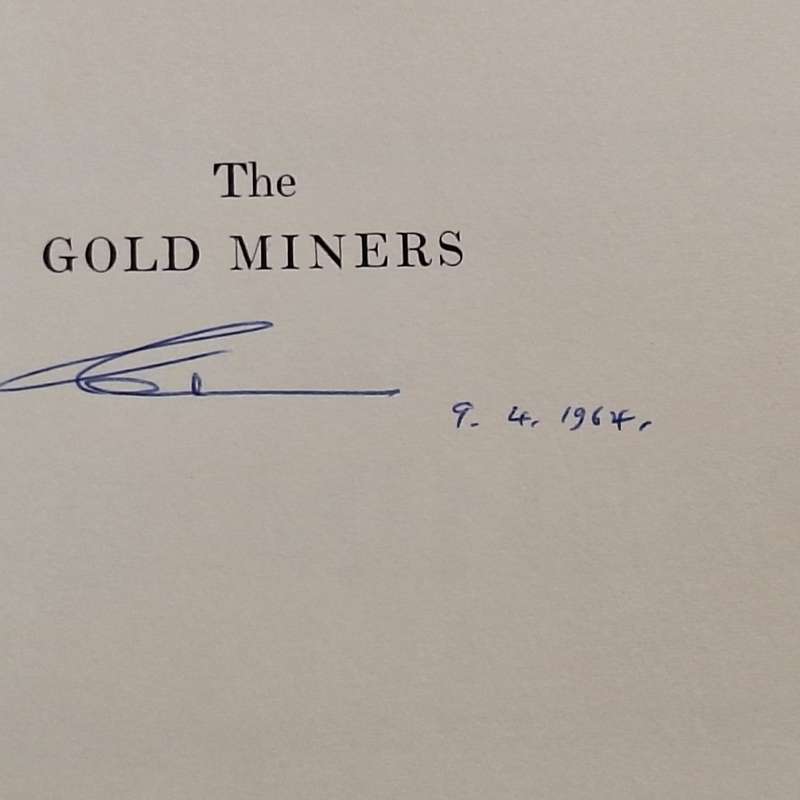 The
GOLD MINERS
9. 4. 1964.